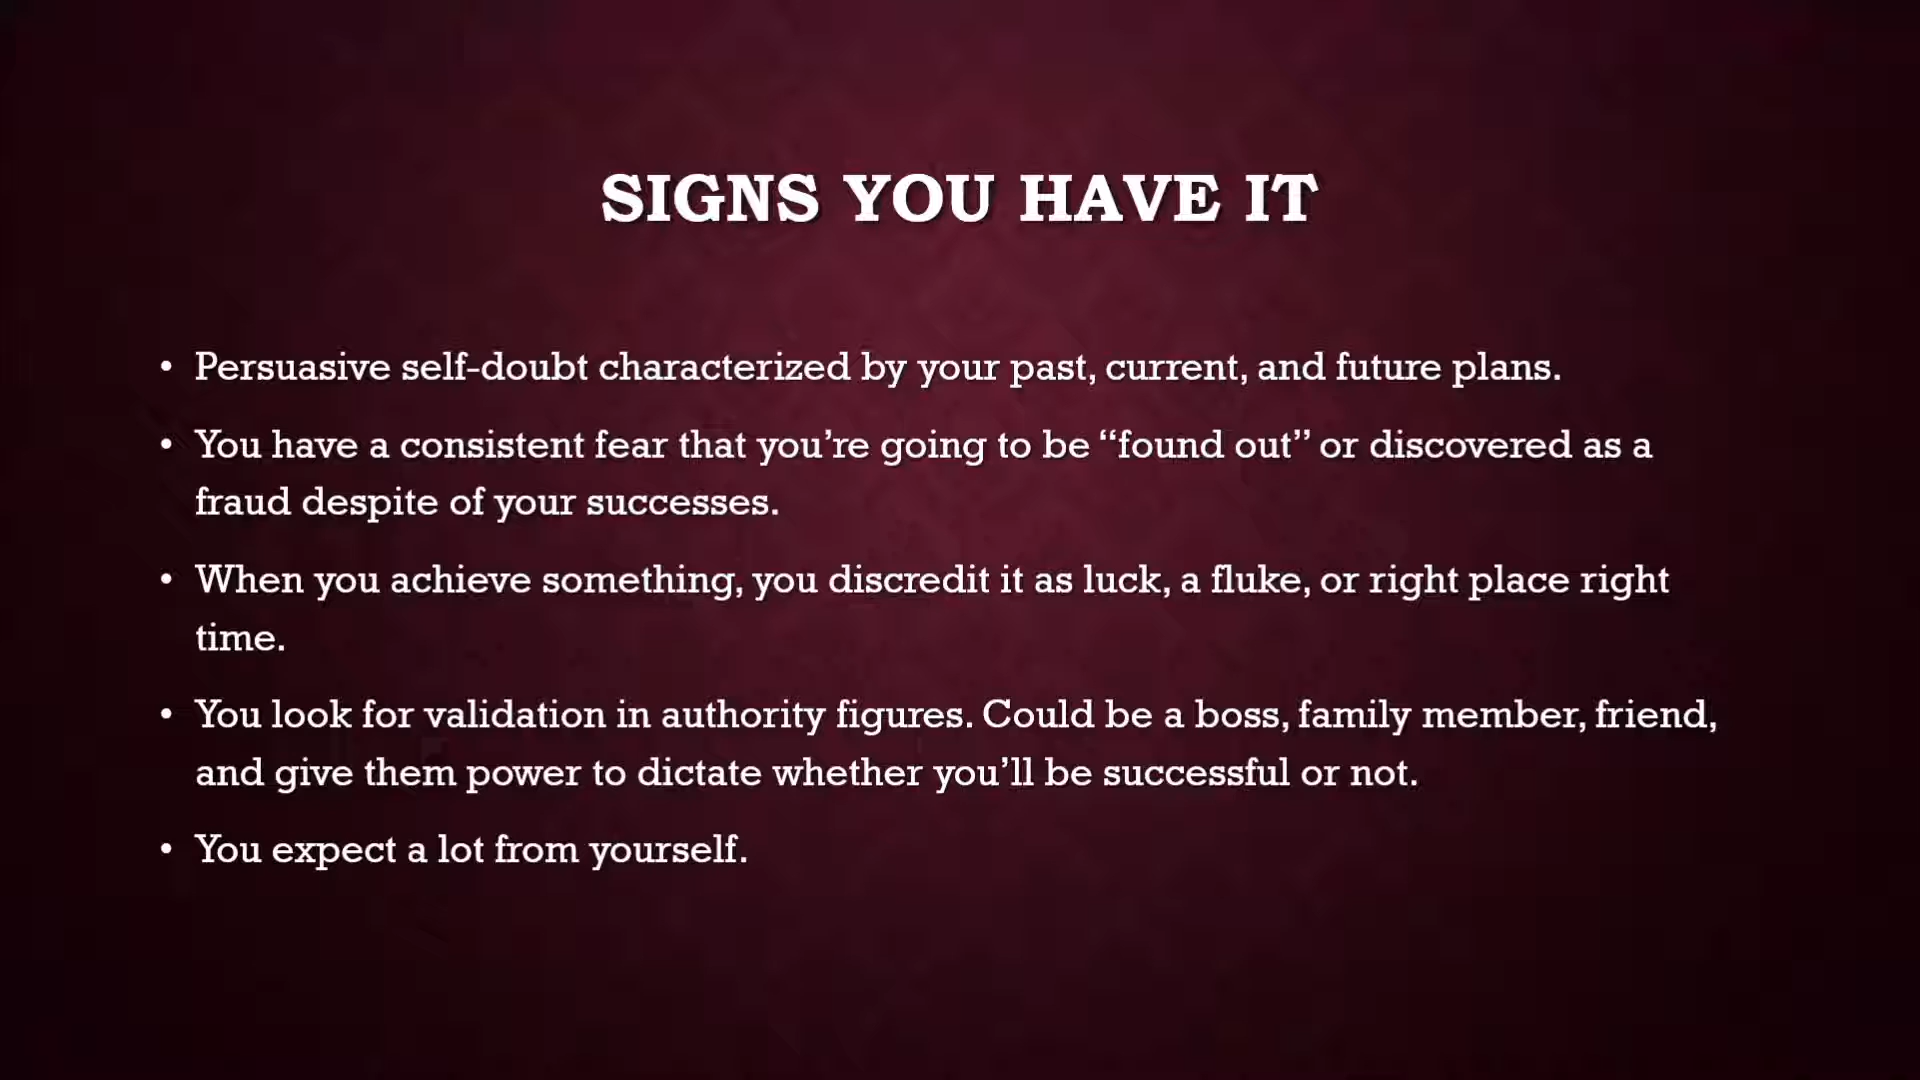 SIGNS YOU HAVE IT
• Persuasive self-doubt characterized by your past, current, and future plans.
• You have a consistent fear that you’re going to be “found out” or discovered as a
fraud despite of your successes.
• When you achieve something, you discredit it as luck, a fluke, or right place right
time.
• You look for validation in authority figures. Could be a boss, family member, friend,
and give them power to dictate whether you’ll be successful or not.
• You expect a lot from yourself.